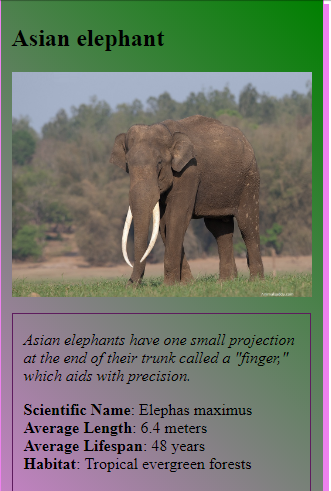 Asian elephant
Asian elephants have one small projection
at the end of their trunk called a "finger,"
which aids with precision.
Scientific Name: Elephas maximus
Average Length: 6.4 meters
Average Lifespan: 48 years
Habitat: Tropical evergreen forests